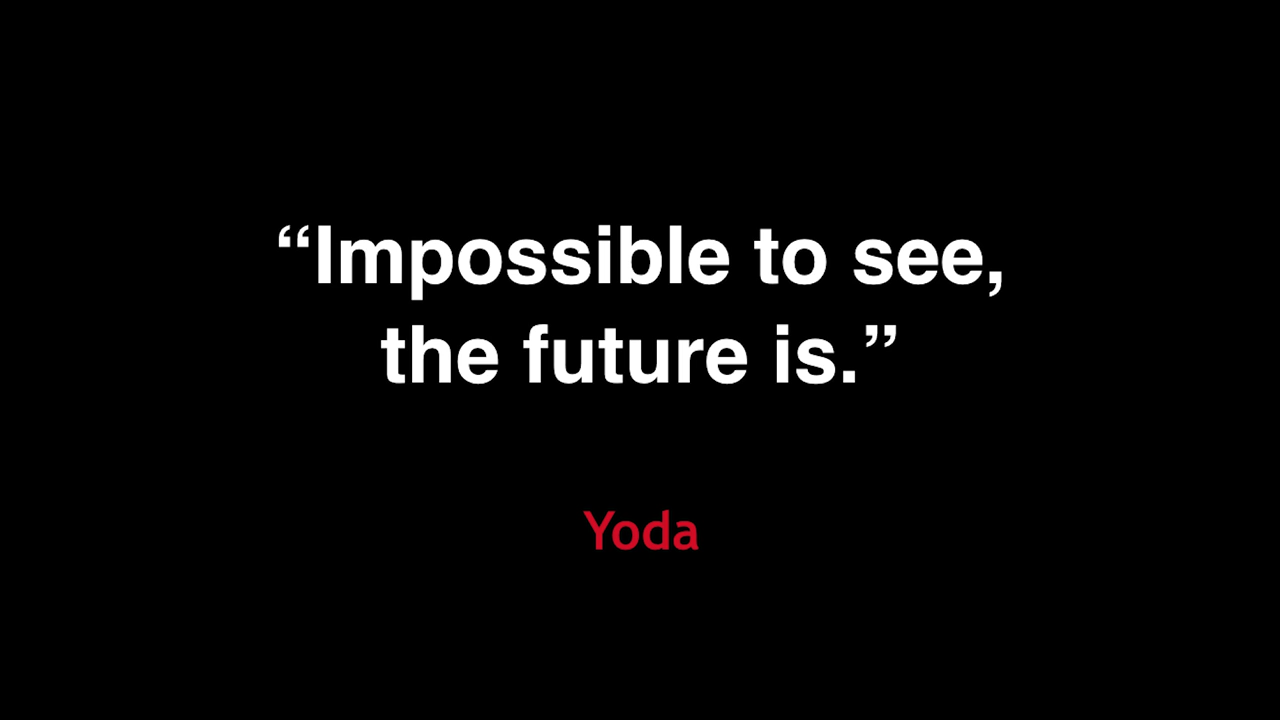 “Impossible to see,
the future is.”
Yoda